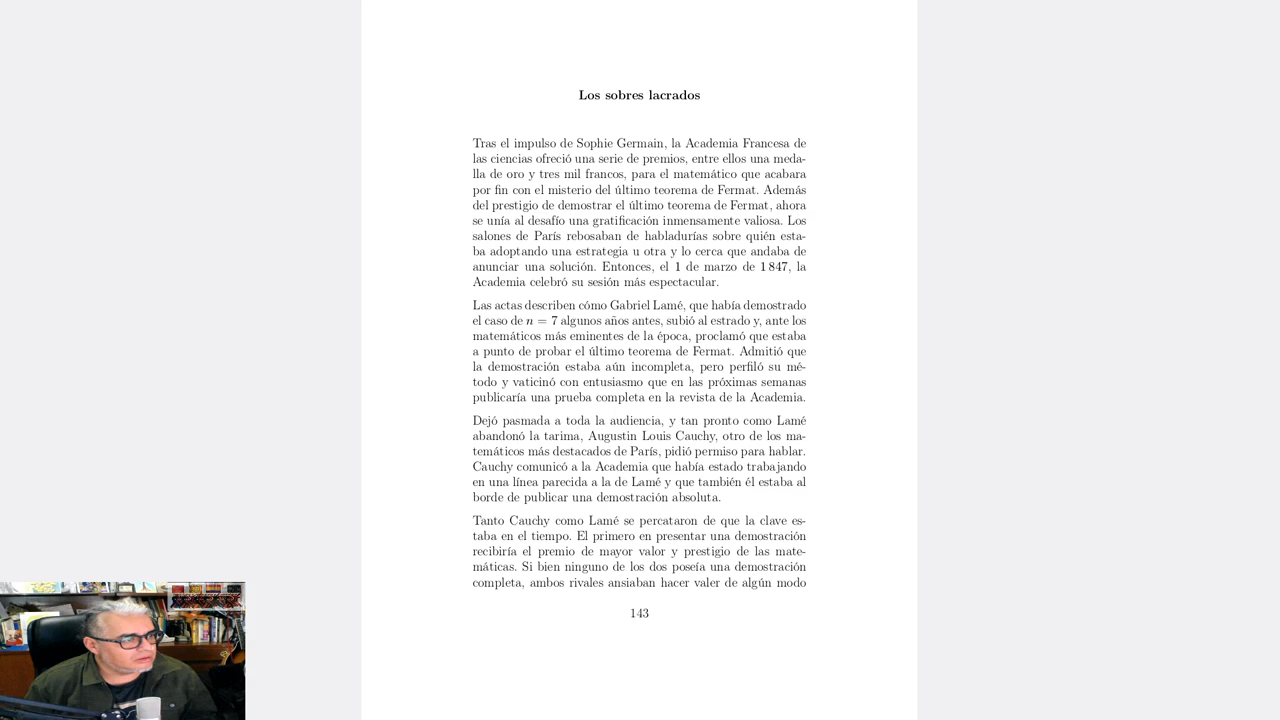 Los sobres lacrados
Tras el impulso de Sophie Germain, la Academia Francesa de
las ciencias ofreció una serie de premios, entre ellos una meda-
lla de oro y tres mil francos, para el matemático que acabara
por fin con el misterio del último teorema de Fermat. Además
del prestigio de demostrar el último teorema de Fermat, ahora
se unía al desafío una gratificación inmensamente valiosa. Los
salones de París rebosaban de habladurías sobre quién esta-
ba adoptando una estrategia u otra y lo cerca que andaba de
anunciar una solución. Entonces, el 1 de marzo de 1 847, la
Academia celebró su sesión más espectacular.
Las actas describen cómo Gabriel Lamé, que había demostrado
el caso de n = 7 algunos años antes, subió al estrado y, ante los
matemáticos más eminentes de la época, proclamó que estaba
a punto de probar el último teorema de Fermat. Admitió que
la demostración estaba aún incompleta, pero perfiló su mé-
todo y vaticinó con entusiasmo que en las próximas semanas
publicaría una prueba completa en la revista de la Academia.
Dejó pasmada a toda la audiencia, y tan pronto como Lamé
abandonó la tarima, Augustin Louis Cauchy, otro de los ma-
temáticos más destacados de París, pidió permiso para hablar.
Cauchy comunicó a la Academia que había estado trabajando
en una línea parecida a la de Lamé y que también él estaba al
borde de publicar una demostración absoluta.
Tanto Cauchy como Lamé se percataron de que la clave es-
taba en el tiempo. El primero en presentar una demostración
recibiría el premio de mayor valor y prestigio de las mate-
máticas. Si bien ninguno de los dos poseía una demostración
completa, ambos rivales ansiaban hacer valer de algún modo
143